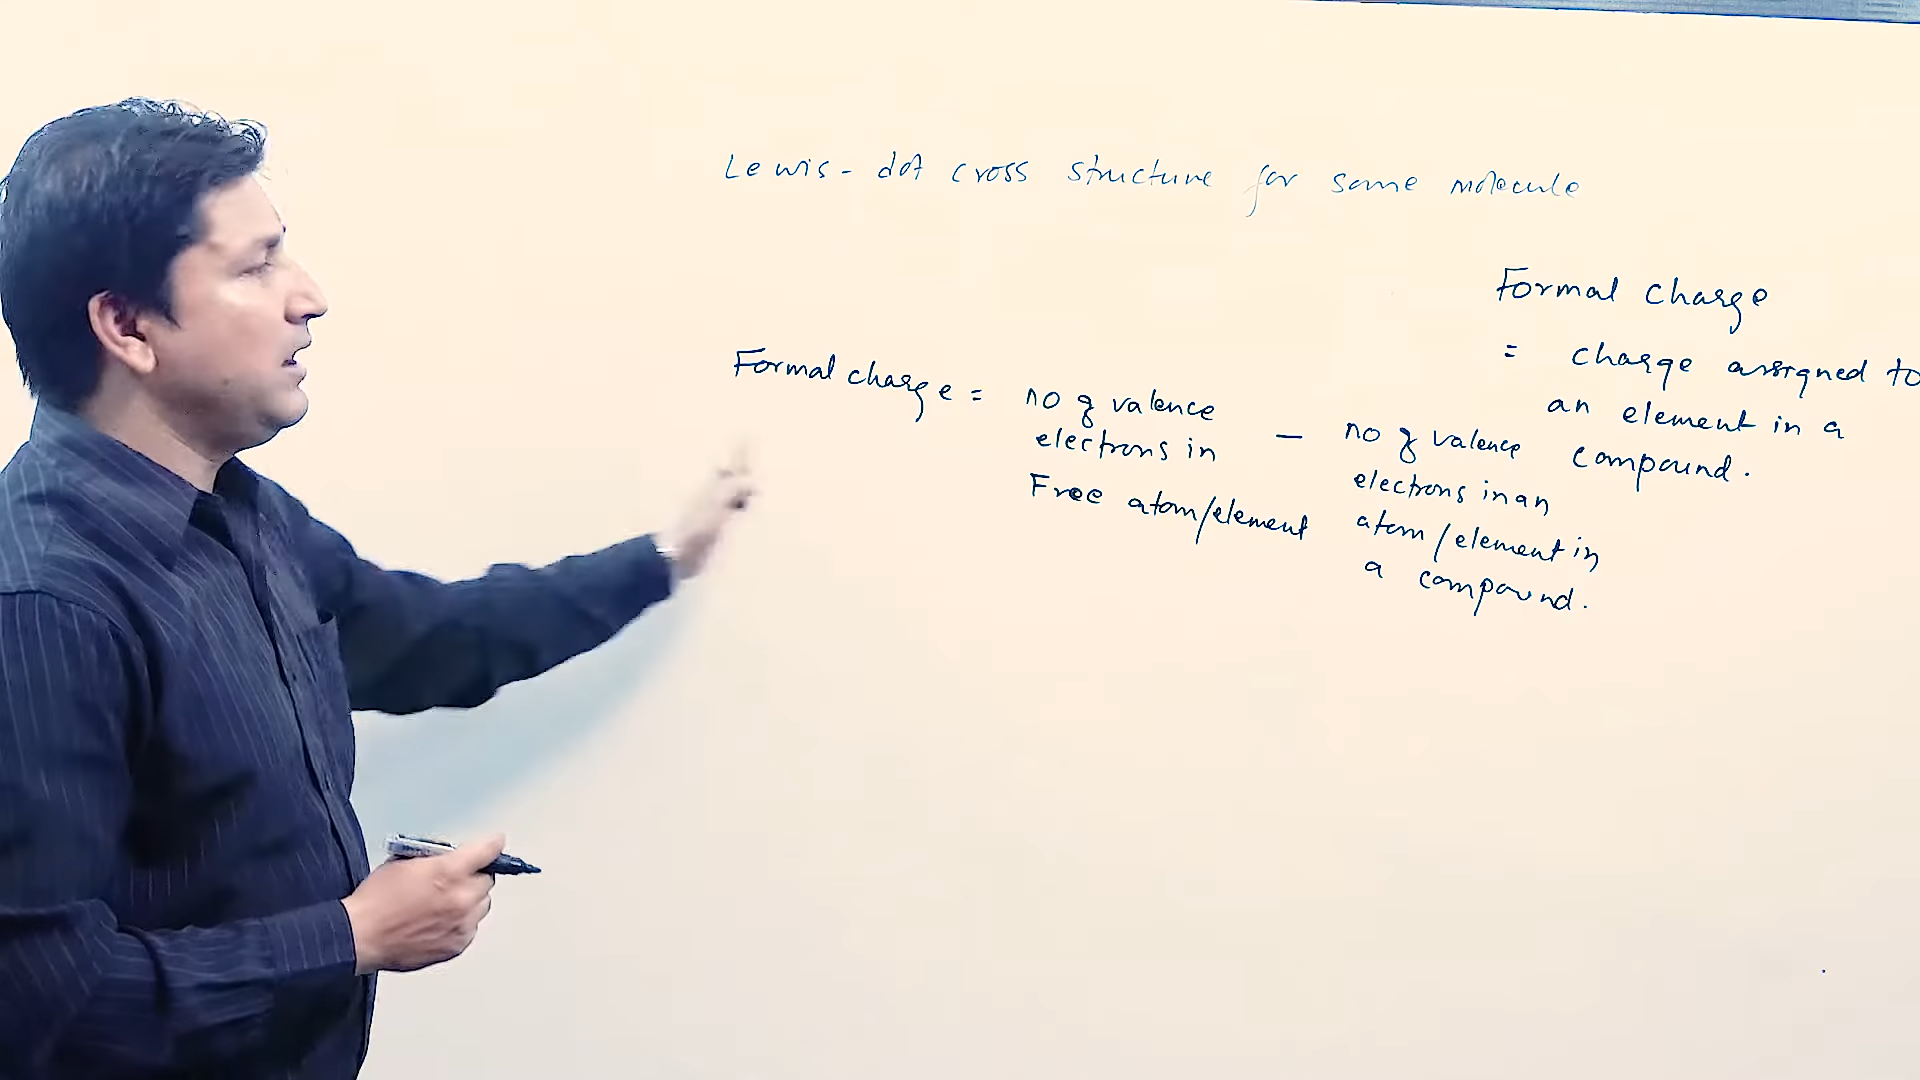 Lewis-dot cross structure for some molecule
Formal charge
= charge assigned to
an element in a
compound.
Formal charge = no of valence
electrons in
Free atom/element
- no of valence
electrons in an
atom/element in
a compound.